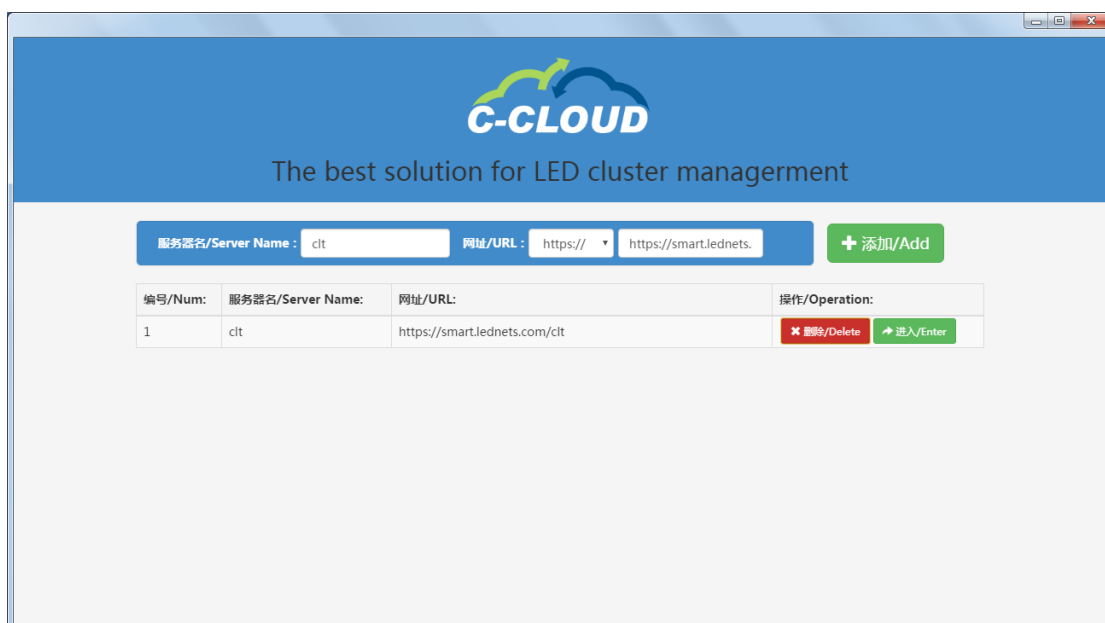 C-CLOUD
The best solution for LED cluster managerment
服务器名/Server Name : clt 网址/URL : https:// https://smart.lednets. 添加/Add
编号/Num: 服务器名/Server Name: 网址/URL: 操作/Operation:
1 clt https://smart.lednets.com/clt 删除/Delete 进入/Enter